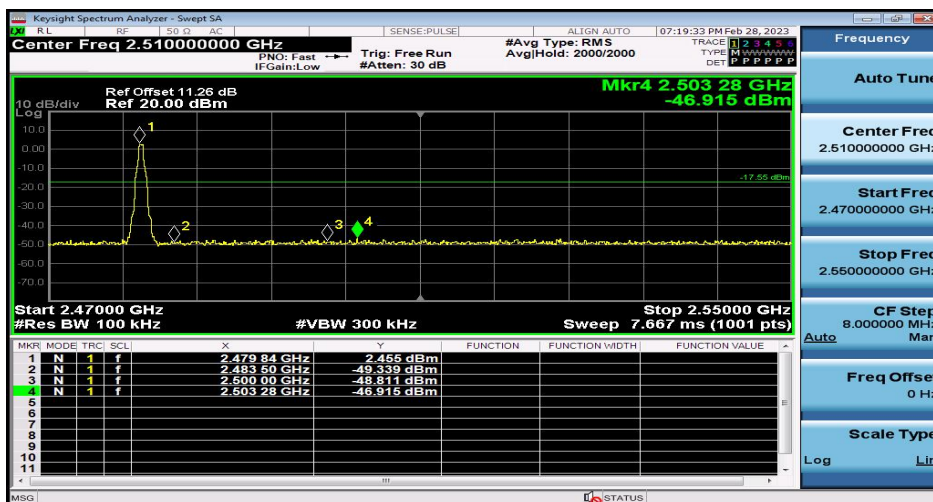 Keysight Spectrum Analyzer - Swept SA
LXI RL RF 50 Ω AC SENSE:PULSE ALIGN AUTO 07:19:33 PM Feb 28, 2023
Center Freq 2.510000000 GHz
PNO: Fast
IFGain:Low
Trig: Free Run
#Atten: 30 dB
#Avg Type: RMS
Avg|Hold: 2000/2000
TRACE 1 2 3 4 5 6
TYPE M WWWWW
DET P P P P P P
Mkr4 2.503 28 GHz
-46.915 dBm
Ref Offset 11.26 dB
10 dB/div Ref 20.00 dBm
Log
10.0
0.00
-10.0
-20.0
-30.0
-40.0
-50.0
-60.0
-70.0
1
2
3
4
-17.55 dBm
Start 2.47000 GHz Stop 2.55000 GHz
#Res BW 100 kHz #VBW 300 kHz Sweep 7.667 ms (1001 pts)
MKR MODE TRC SCL X Y FUNCTION FUNCTION WIDTH FUNCTION VALUE
1 N 1 f 2.479 84 GHz 2.455 dBm
2 N 1 f 2.483 50 GHz -49.339 dBm
3 N 1 f 2.500 00 GHz -48.811 dBm
4 N 1 f 2.503 28 GHz -46.915 dBm
5
6
7
8
9
10
11
MSG STATUS
Frequency
Auto Tune
Center Freq
2.510000000 GHz
Start Freq
2.470000000 GHz
Stop Freq
2.550000000 GHz
CF Step
8.000000 MHz
Auto Man
Freq Offset
0 Hz
Scale Type
Log Lin